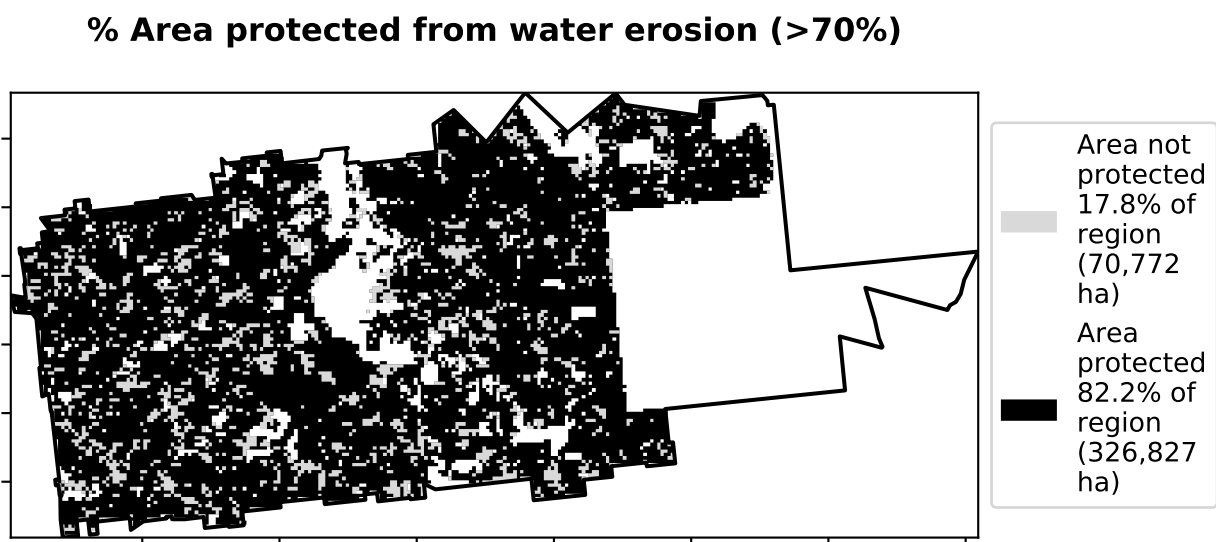 % Area protected from water erosion (>70%)
Area not
protected
17.8% of
region
(70,772
ha)
Area
protected
82.2% of
region
(326,827
ha)